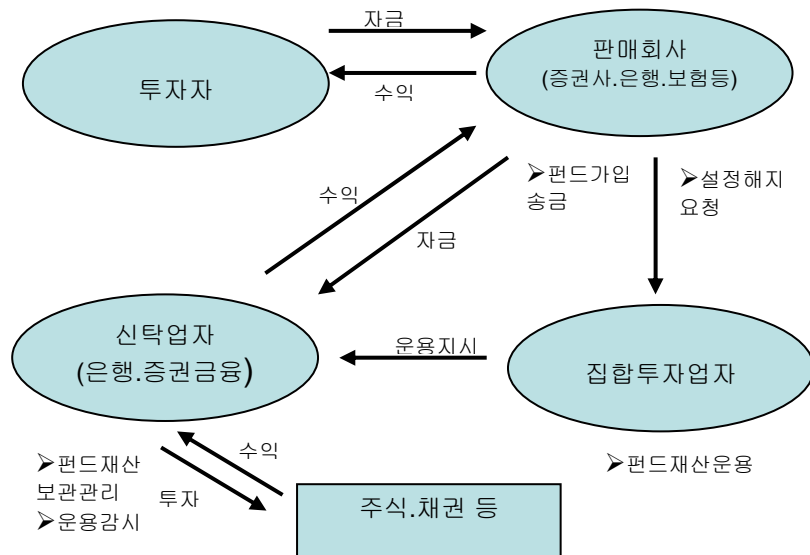 자금
투자자
판매회사
(증권사.은행.보험등)
수익
수익
자금
➢펀드가입
송금
➢설정해지
요청
신탁업자
(은행.증권금융)
운용지시
집합투자업자
➢펀드재산
보관관리
➢운용감시
수익
투자
➢펀드재산운용
주식.채권 등